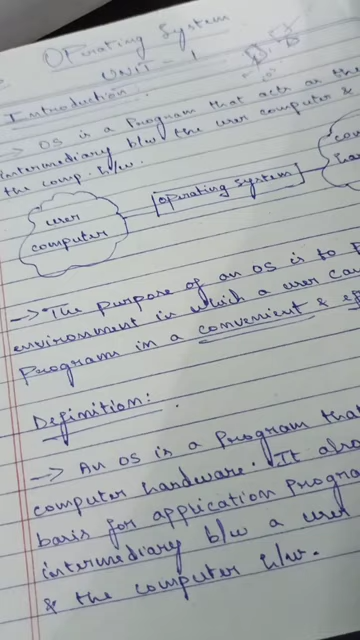 Operating System
UNIT - 1
Introduction :
→ OS is a Program that acts as the
intermediary b/w the user computer &
the comp. h/w.
user
computer
operating system
→ The purpose of an OS is to
environment in which a user can
Program in a convenient &
Definition :
→ An OS is a Program that
computer hardware. It also
basis for application Program
intermediary b/w a user
& the computer h/w.